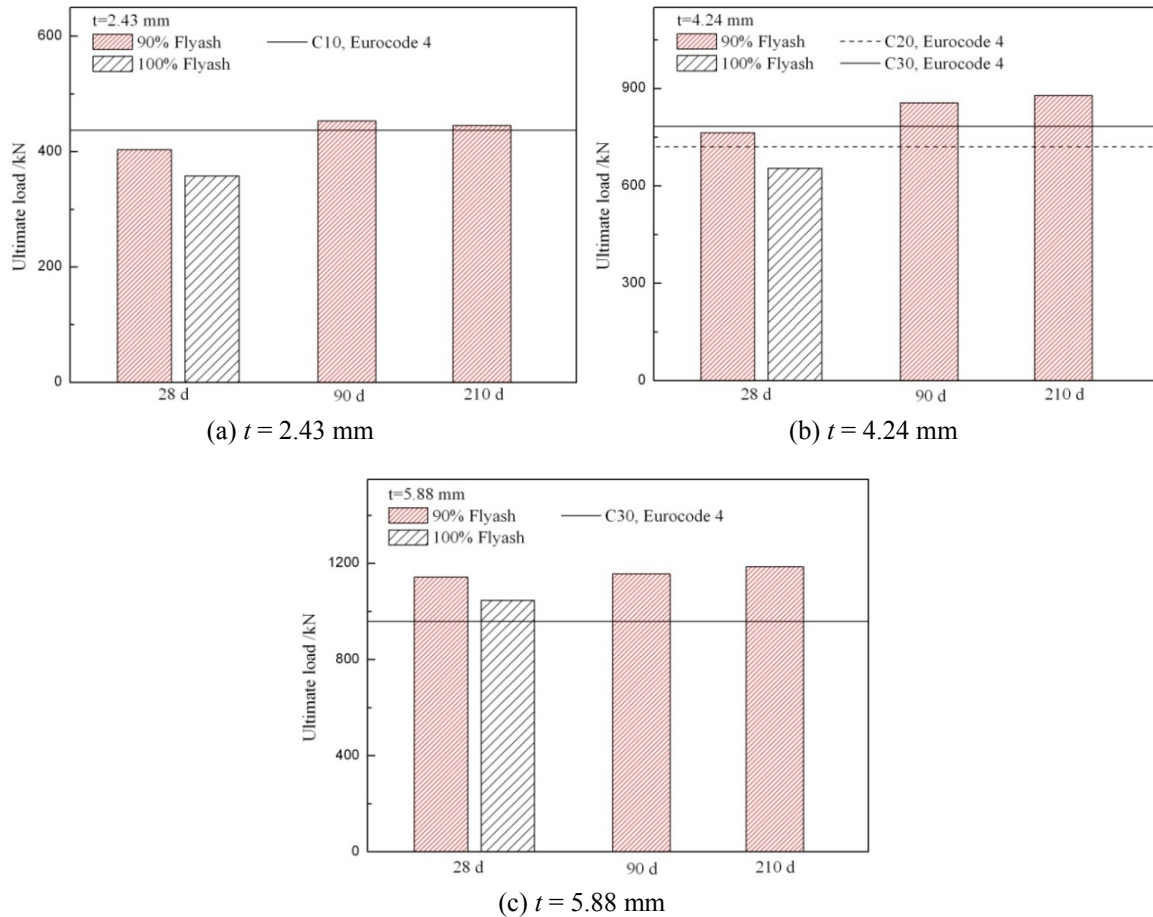 t=2.43 mm
90% Flyash
C10, Eurocode 4
100% Flyash
Ultimate load /kN
600
400
200
0
28 d
90 d
210 d
(a) t = 2.43 mm
t=4.24 mm
90% Flyash
C20, Eurocode 4
100% Flyash
C30, Eurocode 4
Ultimate load /kN
900
600
300
0
28 d
90 d
210 d
(b) t = 4.24 mm
t=5.88 mm
90% Flyash
C30, Eurocode 4
100% Flyash
Ultimate load /kN
1200
800
400
0
28 d
90 d
210 d
(c) t = 5.88 mm